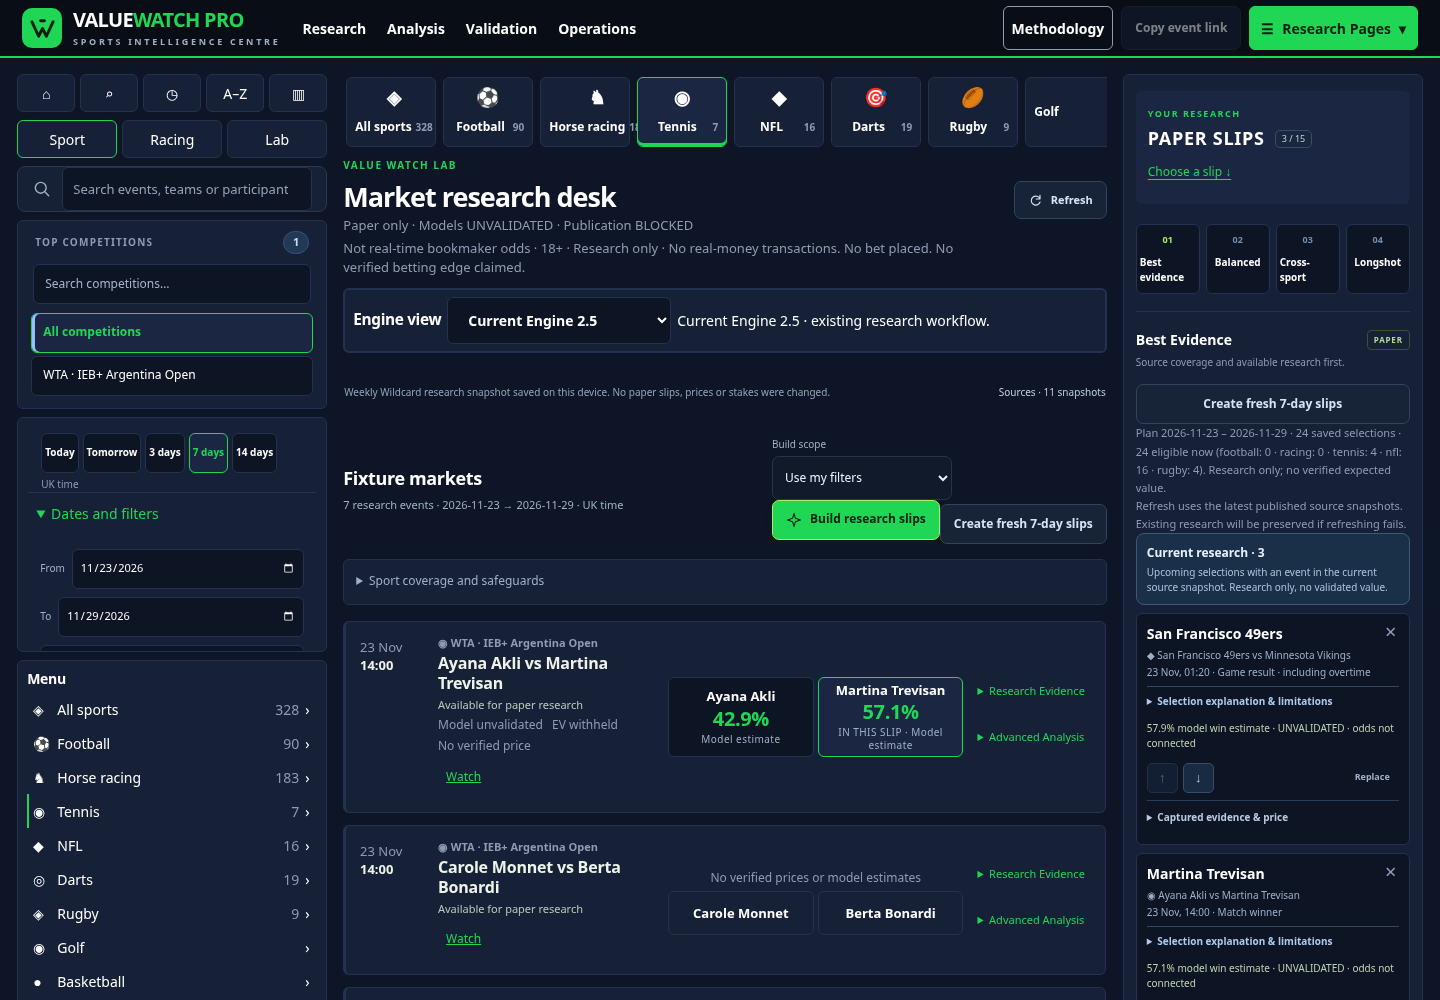 VALUEWATCH PRO
SPORTS INTELLIGENCE CENTRE
Research
Analysis
Validation
Operations
Methodology
Copy event link
☰ Research Pages ▾
A–Z
Sport
Racing
Lab
Search events, teams or participant
TOP COMPETITIONS
1
Search competitions...
All competitions
WTA · IEB+ Argentina Open
Today
Tomorrow
3 days
7 days
14 days
UK time
▼ Dates and filters
From
11/23/2026
To
11/29/2026
Menu
All sports 328 ›
Football 90 ›
Horse racing 183 ›
Tennis 7 ›
NFL 16 ›
Darts 19 ›
Rugby 9 ›
Golf ›
Basketball ›
All sports 328
Football 90
Horse racing
Tennis 7
NFL 16
Darts 19
Rugby 9
Golf
VALUE WATCH LAB
Market research desk
Refresh
Paper only · Models UNVALIDATED · Publication BLOCKED
Not real-time bookmaker odds · 18+ · Research only · No real-money transactions. No bet placed. No
verified betting edge claimed.
Engine view
Current Engine 2.5
Current Engine 2.5 · existing research workflow.
Weekly Wildcard research snapshot saved on this device. No paper slips, prices or stakes were changed.
Sources · 11 snapshots
Fixture markets
7 research events · 2026-11-23 → 2026-11-29 · UK time
Build scope
Use my filters
Build research slips
Create fresh 7-day slips
▶ Sport coverage and safeguards
23 Nov
14:00
◉ WTA · IEB+ Argentina Open
Ayana Akli vs Martina
Trevisan
Available for paper research
Model unvalidated EV withheld
No verified price
Watch
Ayana Akli
42.9%
Model estimate
Martina Trevisan
57.1%
IN THIS SLIP · Model
estimate
▶ Research Evidence
▶ Advanced Analysis
23 Nov
14:00
◉ WTA · IEB+ Argentina Open
Carole Monnet vs Berta
Bonardi
Available for paper research
Watch
No verified prices or model estimates
Carole Monnet
Berta Bonardi
▶ Research Evidence
▶ Advanced Analysis
YOUR RESEARCH
PAPER SLIPS
3 / 15
Choose a slip ↓
01
Best
evidence
02
Balanced
03
Cross-
sport
04
Longshot
Best Evidence
PAPER
Source coverage and available research first.
Create fresh 7-day slips
Plan 2026-11-23 – 2026-11-29 · 24 saved selections ·
24 eligible now (football: 0 · racing: 0 · tennis: 4 · nfl:
16 · rugby: 4). Research only; no verified expected
value.
Refresh uses the latest published source snapshots.
Existing research will be preserved if refreshing fails.
Current research · 3
Upcoming selections with an event in the current
source snapshot. Research only, no validated value.
San Francisco 49ers
×
◆ San Francisco 49ers vs Minnesota Vikings
23 Nov, 01:20 · Game result · including overtime
▶ Selection explanation & limitations
57.9% model win estimate · UNVALIDATED · odds not
connected
↑
↓
Replace
▶ Captured evidence & price
Martina Trevisan
×
◉ Ayana Akli vs Martina Trevisan
23 Nov, 14:00 · Match winner
▶ Selection explanation & limitations
57.1% model win estimate · UNVALIDATED · odds not
connected